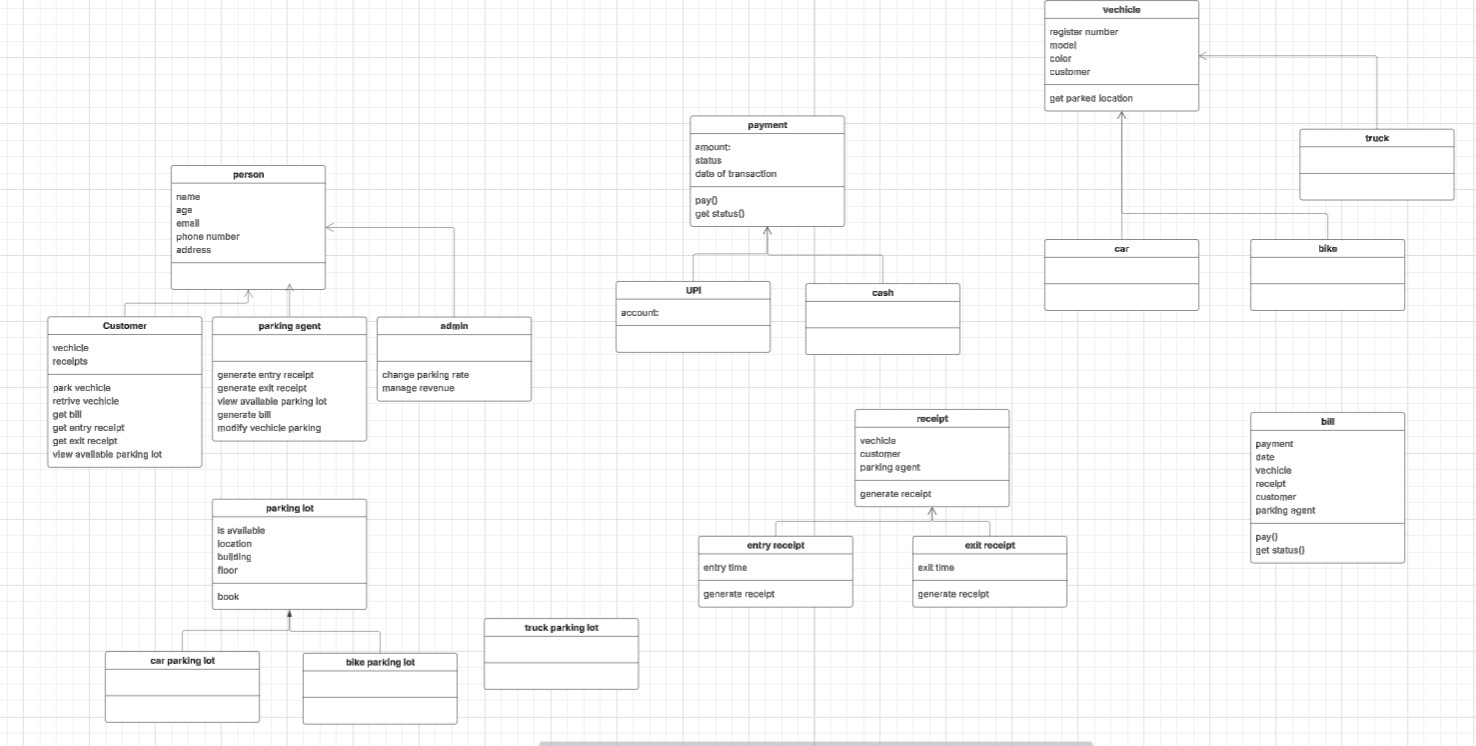 vechicle
register number
model
color
customer
get parked location
truck
car
bike
payment
amount:
status
date of transaction
pay()
get status()
UPI
account:
cash
person
name
age
email
phone number
address
Customer
vechicle
receipts
park vechicle
retrive vechicle
get bill
get entry receipt
get exit receipt
view available parking lot
parking agent
generate entry receipt
generate exit receipt
view available parking lot
generate bill
modify vechicle parking
admin
change parking rate
manage revenue
receipt
vechicle
customer
parking agent
generate receipt
entry receipt
entry time
generate receipt
exit receipt
exit time
generate receipt
bill
payment
date
vechicle
receipt
customer
parking agent
pay()
get status()
parking lot
is available
location
building
floor
book
car parking lot
bike parking lot
truck parking lot